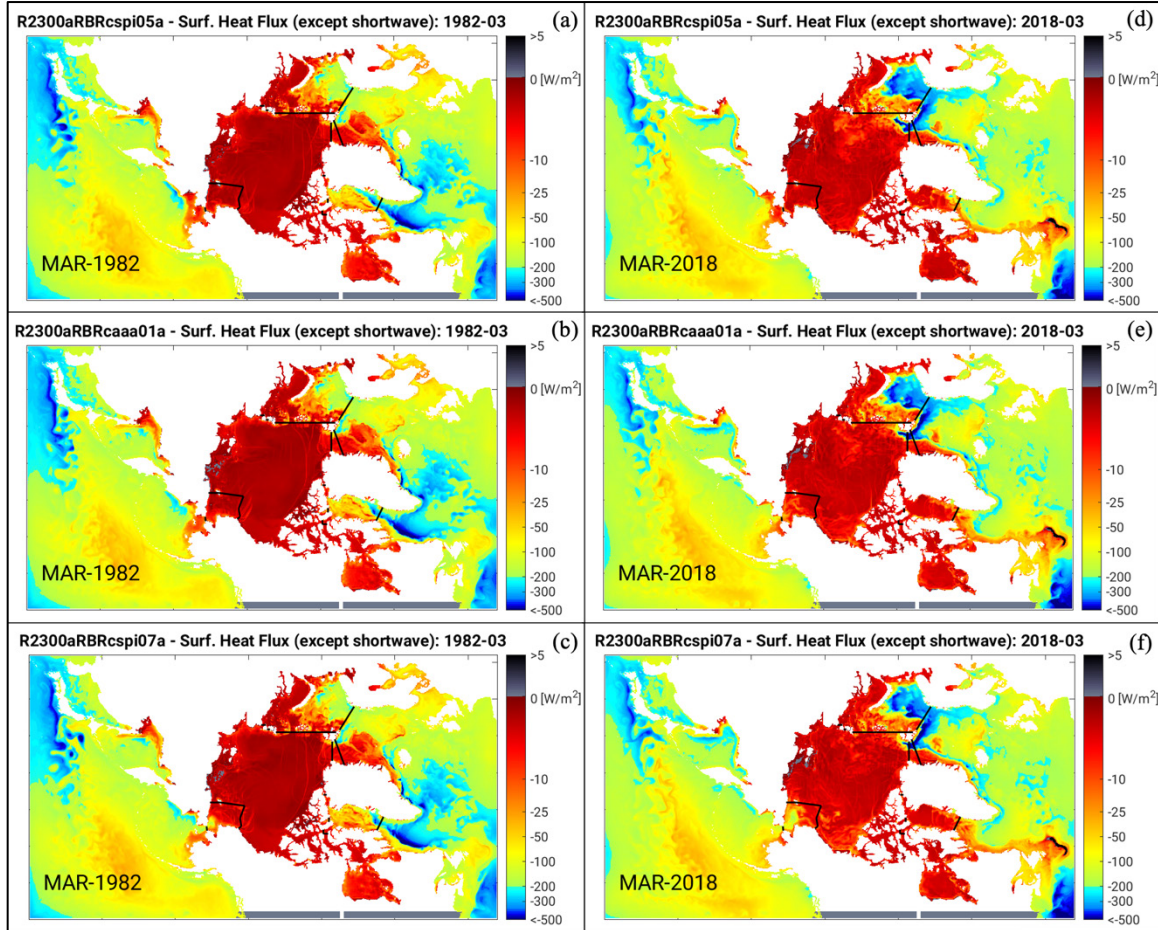 R2300aRBRcspi05a - Surf. Heat Flux (except shortwave): 1982-03 (a)
>5
0 [W/m²]
-10
-25
-50
-100
-200
-300
<-500
MAR-1982
R2300aRBRcspi05a - Surf. Heat Flux (except shortwave): 2018-03 (d)
>5
0 [W/m²]
-10
-25
-50
-100
-200
-300
<-500
MAR-2018
R2300aRBRcaaa01a - Surf. Heat Flux (except shortwave): 1982-03 (b)
>5
0 [W/m²]
-10
-25
-50
-100
-200
-300
<-500
MAR-1982
R2300aRBRcaaa01a - Surf. Heat Flux (except shortwave): 2018-03 (e)
>5
0 [W/m²]
-10
-25
-50
-100
-200
-300
<-500
MAR-2018
R2300aRBRcspi07a - Surf. Heat Flux (except shortwave): 1982-03 (c)
>5
0 [W/m²]
-10
-25
-50
-100
-200
-300
<-500
MAR-1982
R2300aRBRcspi07a - Surf. Heat Flux (except shortwave): 2018-03 (f)
>5
0 [W/m²]
-10
-25
-50
-100
-200
-300
<-500
MAR-2018